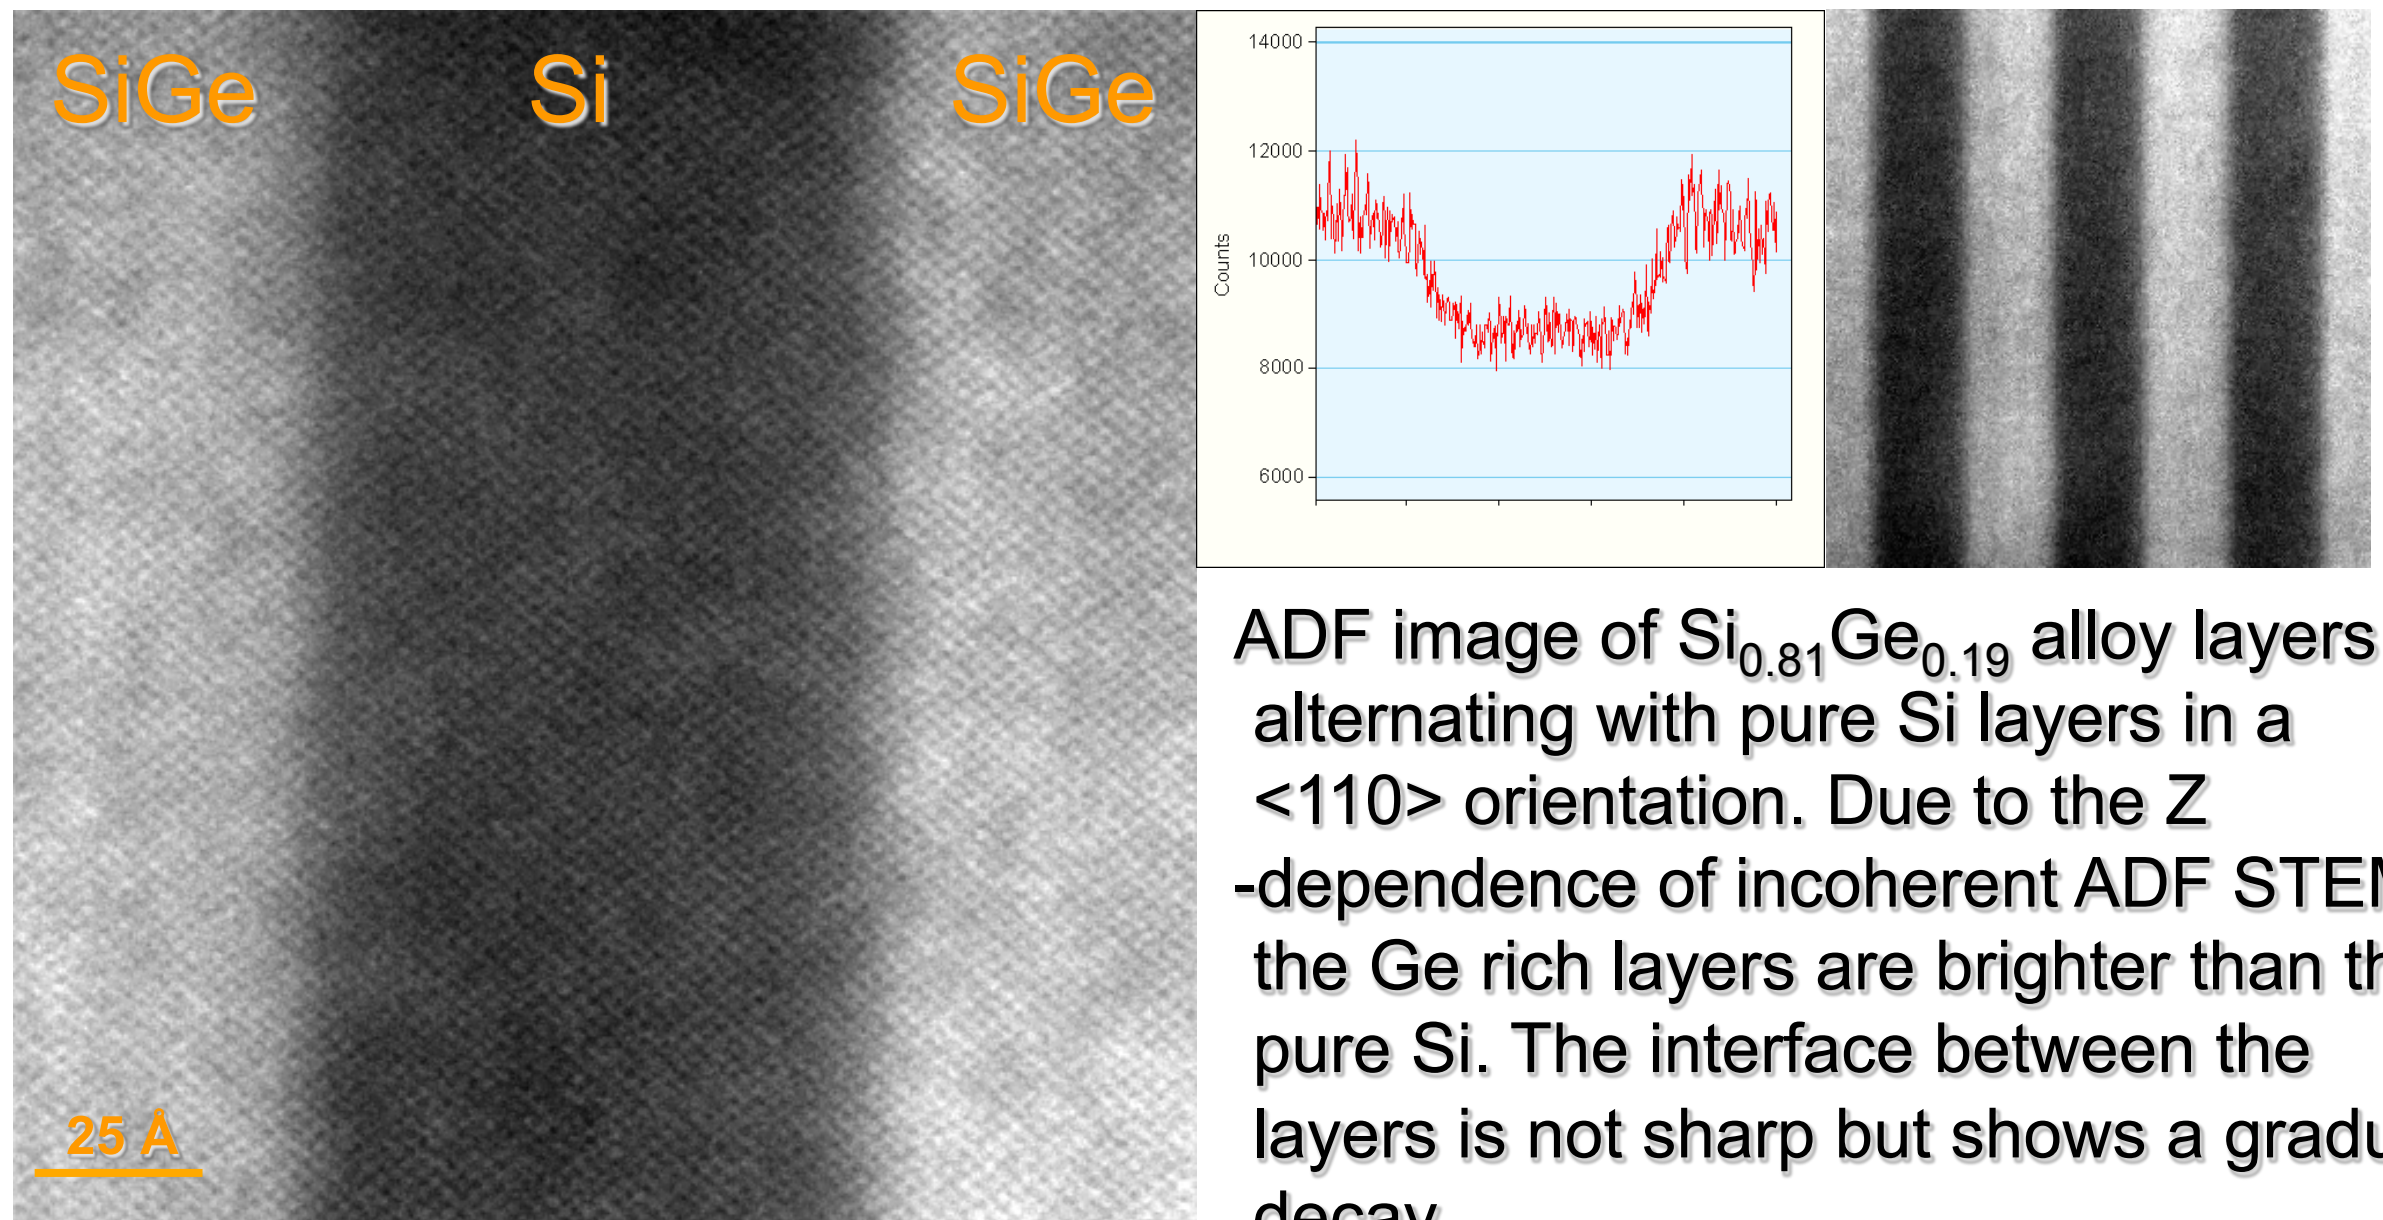 SiGe
Si
SiGe
25 Å
14000
12000
10000
8000
6000
Counts
ADF image of Si0.81Ge0.19 alloy layers
alternating with pure Si layers in a
<110> orientation. Due to the Z
-dependence of incoherent ADF
the Ge rich layers are brighter than
pure Si. The interface between the
layers is not sharp but shows a
decay